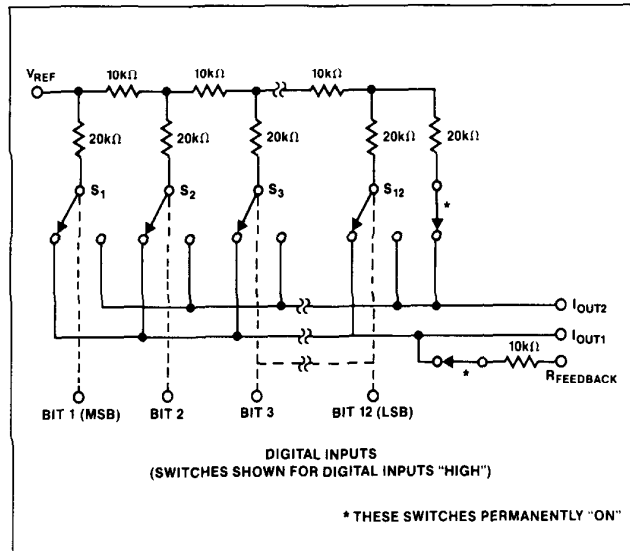 VREF
10kΩ 10kΩ 10kΩ
20kΩ 20kΩ 20kΩ 20kΩ 20kΩ
S1 S2 S3 S12
*
IOUT2
IOUT1
10kΩ
*
RFEEDBACK
BIT 1 (MSB) BIT 2 BIT 3 BIT 12 (LSB)
DIGITAL INPUTS
(SWITCHES SHOWN FOR DIGITAL INPUTS "HIGH")
* THESE SWITCHES PERMANENTLY "ON"